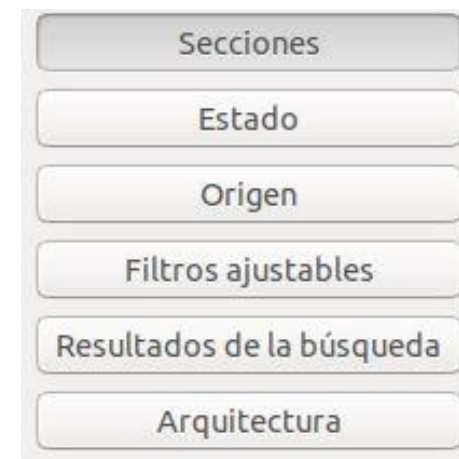 Secciones
Estado
Origen
Filtros ajustables
Resultados de la búsqueda
Arquitectura